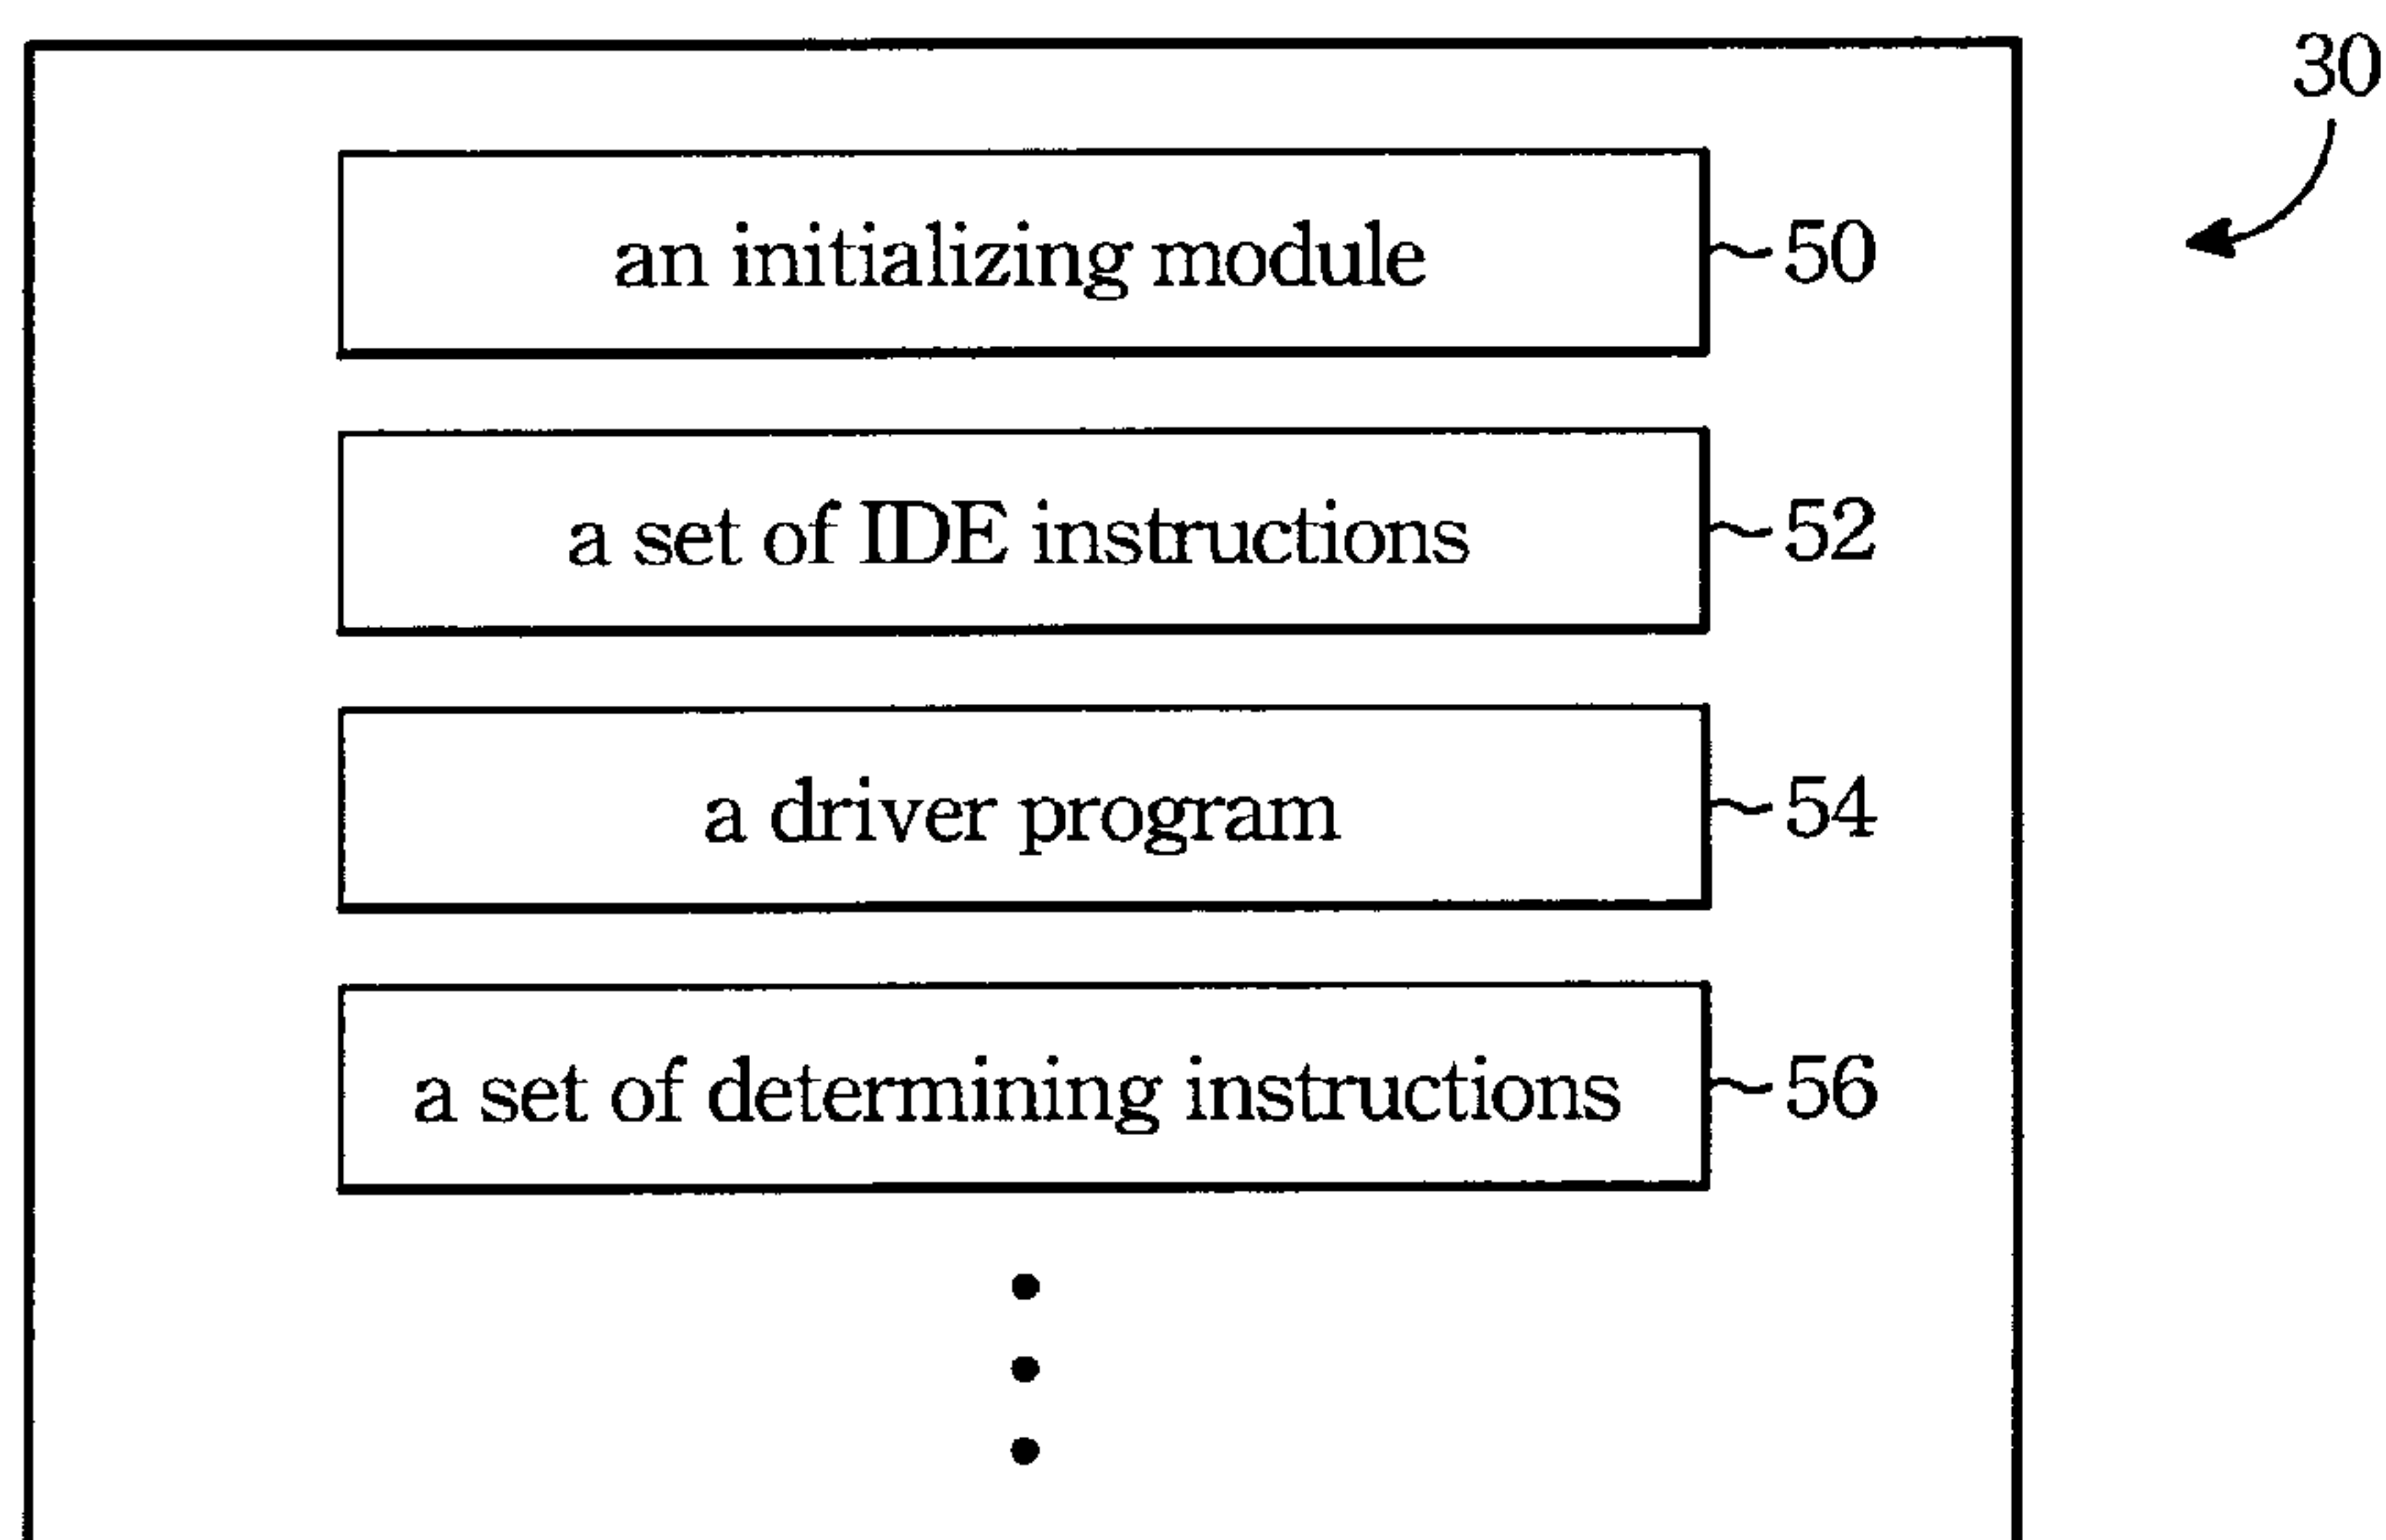 30
an initializing module 50
a set of IDE instructions 52
a driver program 54
a set of determining instructions 56